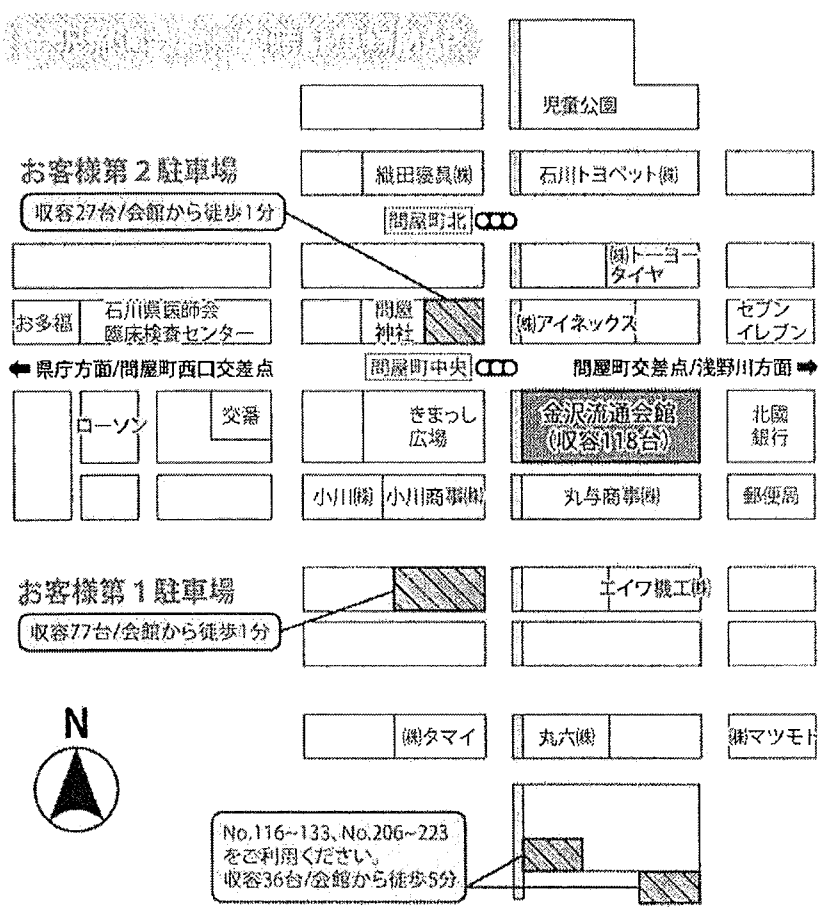 児童公園
お客様第2駐車場
収容27台/会館から徒歩1分
織田寝具㈱
石川トヨペット㈱
問屋町北
㈱トーヨー
タイヤ
お多福
石川県医師会
臨床検査センター
問屋
神社
㈱アイネックス
セブン
イレブン
⬅ 県庁方面/問屋町西口交差点
問屋町中央
問屋町交差点/浅野川方面 ➡
ローソン
交番
きまっし
広場
金沢流通会館
(収容118台)
北國
銀行
小川㈱
小川商事㈱
丸与商事㈱
郵便局
お客様第1駐車場
収容77台/会館から徒歩1分
エイワ機工㈱
N
㈱タマイ
丸六㈱
㈱マツモト
No.116~133、No.206~223
をご利用ください。
収容36台/会館から徒歩5分